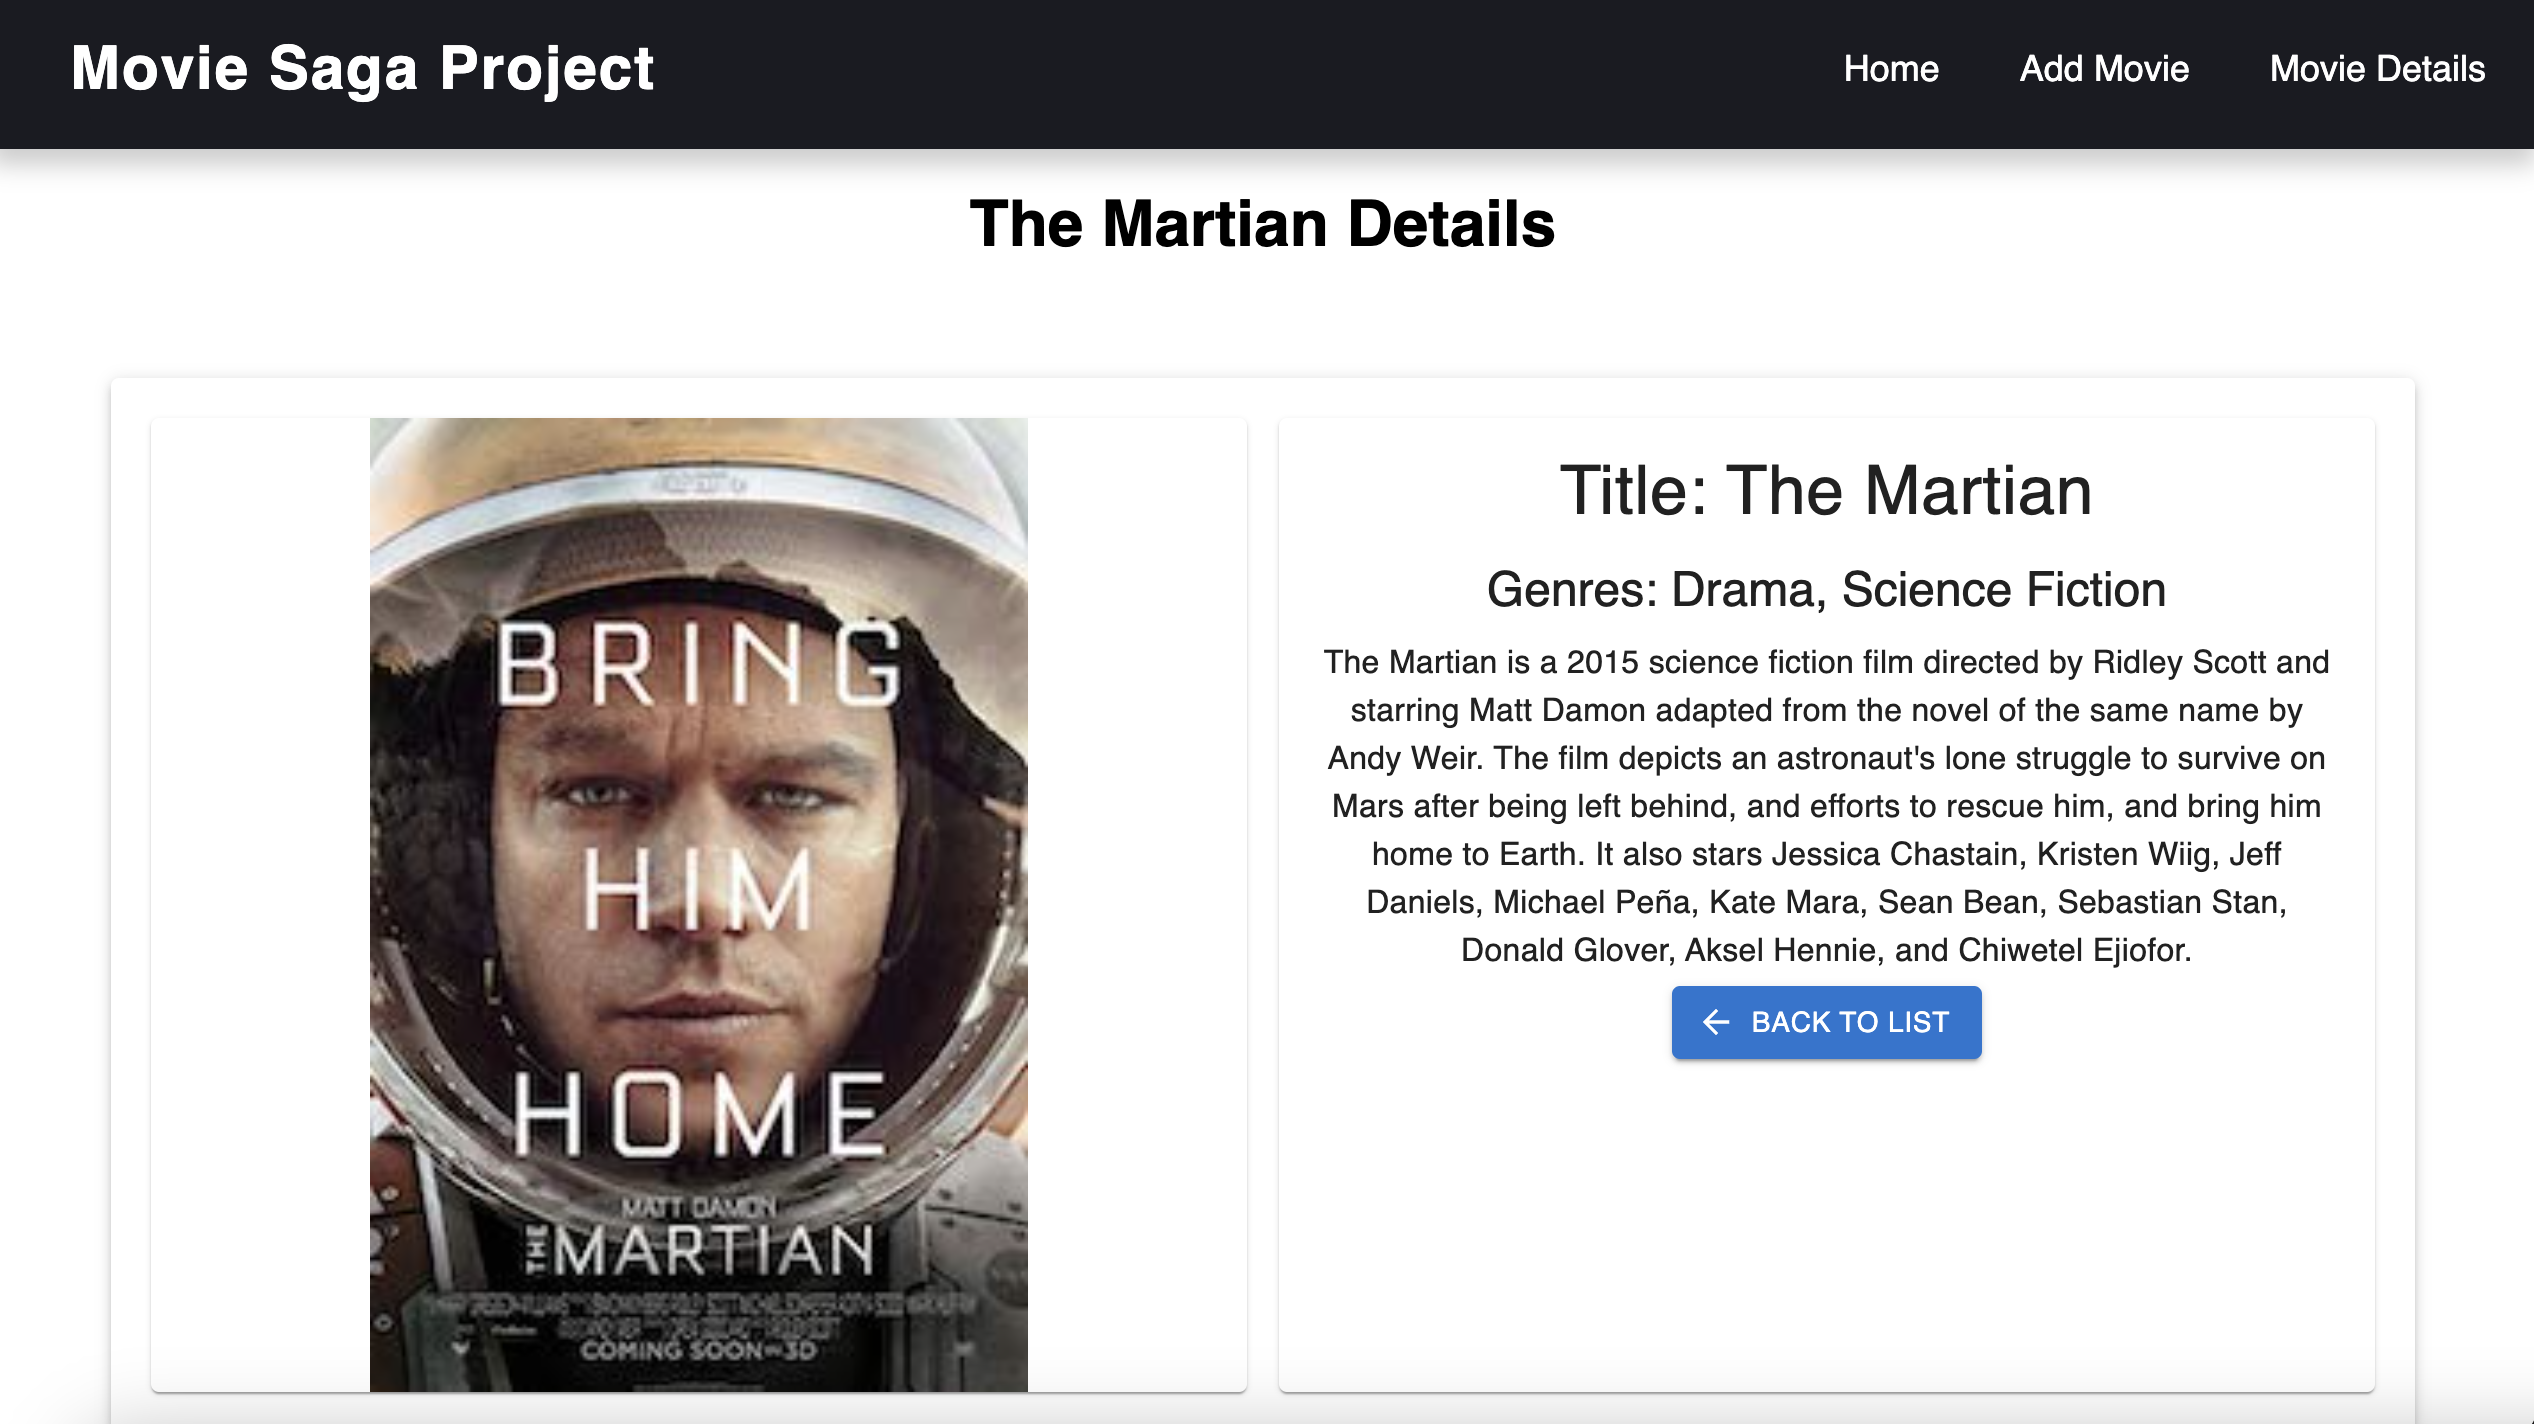 Movie Saga Project
Home
Add Movie
Movie Details
The Martian Details
BRING
HIM
HOME
MATT DAMON
THE MARTIAN
COMING SOON 3D
Title: The Martian
Genres: Drama, Science Fiction
The Martian is a 2015 science fiction film directed by Ridley Scott and
starring Matt Damon adapted from the novel of the same name by
Andy Weir. The film depicts an astronaut's lone struggle to survive on
Mars after being left behind, and efforts to rescue him, and bring him
home to Earth. It also stars Jessica Chastain, Kristen Wiig, Jeff
Daniels, Michael Peña, Kate Mara, Sean Bean, Sebastian Stan,
Donald Glover, Aksel Hennie, and Chiwetel Ejiofor.
BACK TO LIST